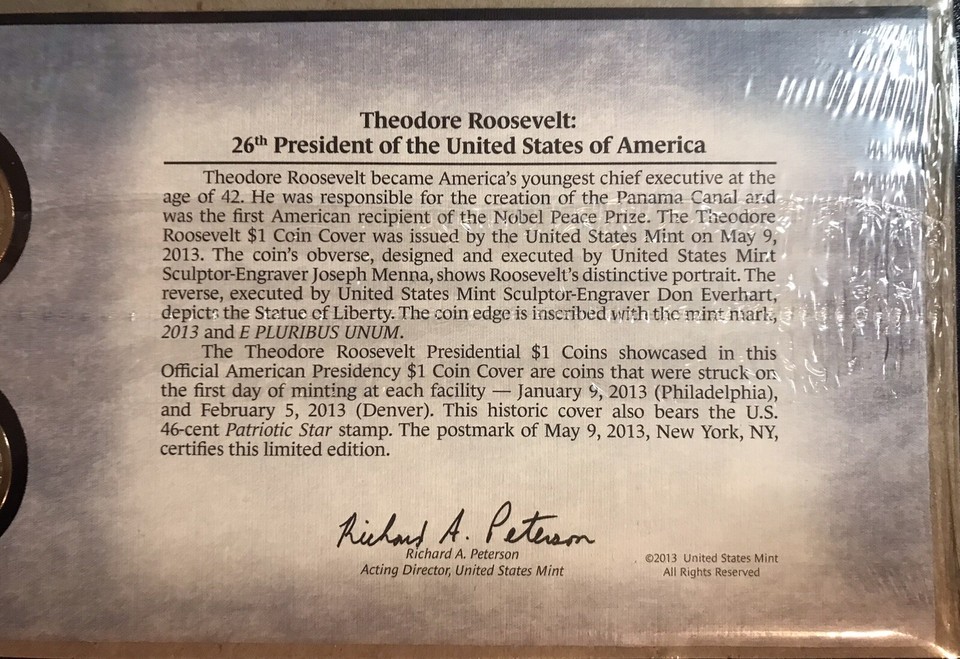 Theodore Roosevelt:
26th President of the United States of America
Theodore Roosevelt became America's youngest chief executive at the
age of 42. He was responsible for the creation of the Panama Canal and
was the first American recipient of the Nobel Peace Prize. The Theodore
Roosevelt $1 Coin Cover was issued by the United States Mint on May 9,
2013. The coin's obverse, designed and executed by United States Mint
Sculptor-Engraver Joseph Menna, shows Roosevelt's distinctive portrait. The
reverse, executed by United States Mint Sculptor-Engraver Don Everhart,
depicts the Statue of Liberty. The coin edge is inscribed with the mint mark,
2013 and E PLURIBUS UNUM.
The Theodore Roosevelt Presidential $1 Coins showcased in this
Official American Presidency $1 Coin Cover are coins that were struck on
the first day of minting at each facility — January 9, 2013 (Philadelphia),
and February 5, 2013 (Denver). This historic cover also bears the U.S.
46-cent Patriotic Star stamp. The postmark of May 9, 2013, New York, NY,
certifies this limited edition.
Richard A. Peterson
Richard A. Peterson
Acting Director, United States Mint
©2013 United States Mint
All Rights Reserved